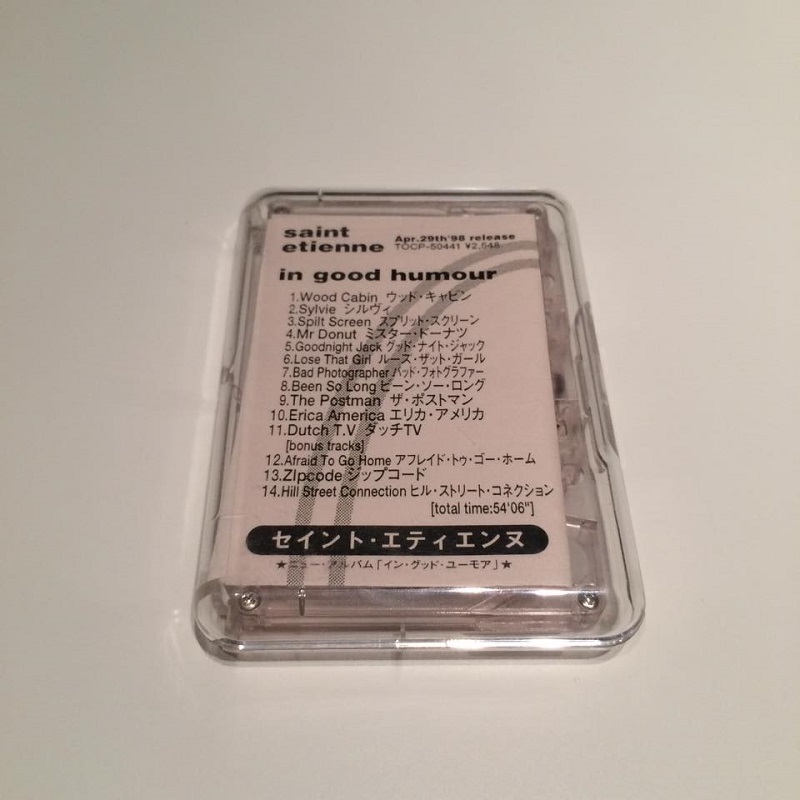 saint
etienne
Apr.29th'98 release
TOCP-50441 ¥2,548
in good humour
1.Wood Cabin ウッド・キャビン
2.Sylvie シルヴィ
3.Spilt Screen スプリット・スクリーン
4.Mr Donut ミスター・ドーナツ
5.Goodnight Jack グッド・ナイト・ジャック
6.Lose That Girl ルーズ・ザット・ガール
7.Bad Photographer バッド・フォトグラファー
8.Been So Long ビーン・ソー・ロング
9.The Postman ザ・ポストマン
10.Erica America エリカ・アメリカ
11.Dutch T.V ダッチTV
[bonus tracks]
12.Afraid To Go Home アフレイド・トゥ・ゴー・ホーム
13.ZIpcode ジップコード
14.Hill Street Connection ヒル・ストリート・コネクション
[total time:54'06"]
セイント・エティエンヌ
★ニュー・アルバム「イン・グッド・ユーモア」★